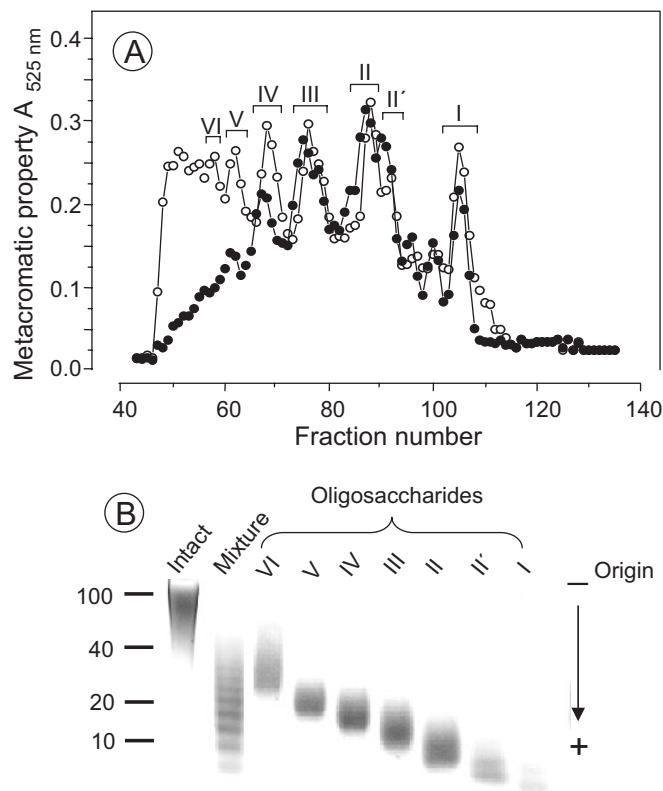 A
Metacromatic property A 525 nm
0.4
0.3
0.2
0.1
0.0
VI V IV III II II´ I
40 60 80 100 120 140
Fraction number
B
Oligosaccharides
Intact Mixture VI V IV III II II´ I
– Origin
100
40
20
10
+